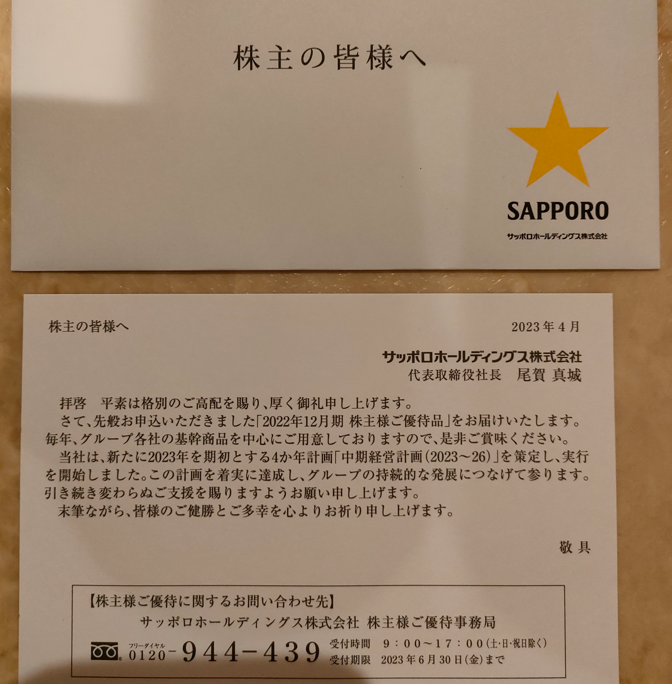 株主の皆様へ
SAPPORO
サッポロホールディングス株式会社
株主の皆様へ
2023年4月
サッポロホールディングス株式会社
代表取締役社長 尾賀 真城
拝啓 平素は格別のご高配を賜り、厚く御礼申し上げます。
さて、先般お申込いただきました「2022年12月期 株主様ご優待品」をお届けいたします。
毎年、グループ各社の基幹商品を中心にご用意しておりますので、是非ご賞味ください。
当社は、新たに2023年を期初とする4か年計画「中期経営計画(2023～26)」を策定し、実行
を開始しました。この計画を着実に達成し、グループの持続的な発展につなげて参ります。
引き続き変わらぬご支援を賜りますようお願い申し上げます。
末筆ながら、皆様のご健勝とご多幸を心よりお祈り申し上げます。
敬具
【株主様ご優待に関するお問い合わせ先】
サッポロホールディングス株式会社 株主様ご優待事務局
フリーダイヤル
0120-944-439
受付時間 9：00～17：00(土・日・祝日除く)
受付期限 2023年6月30日(金)まで